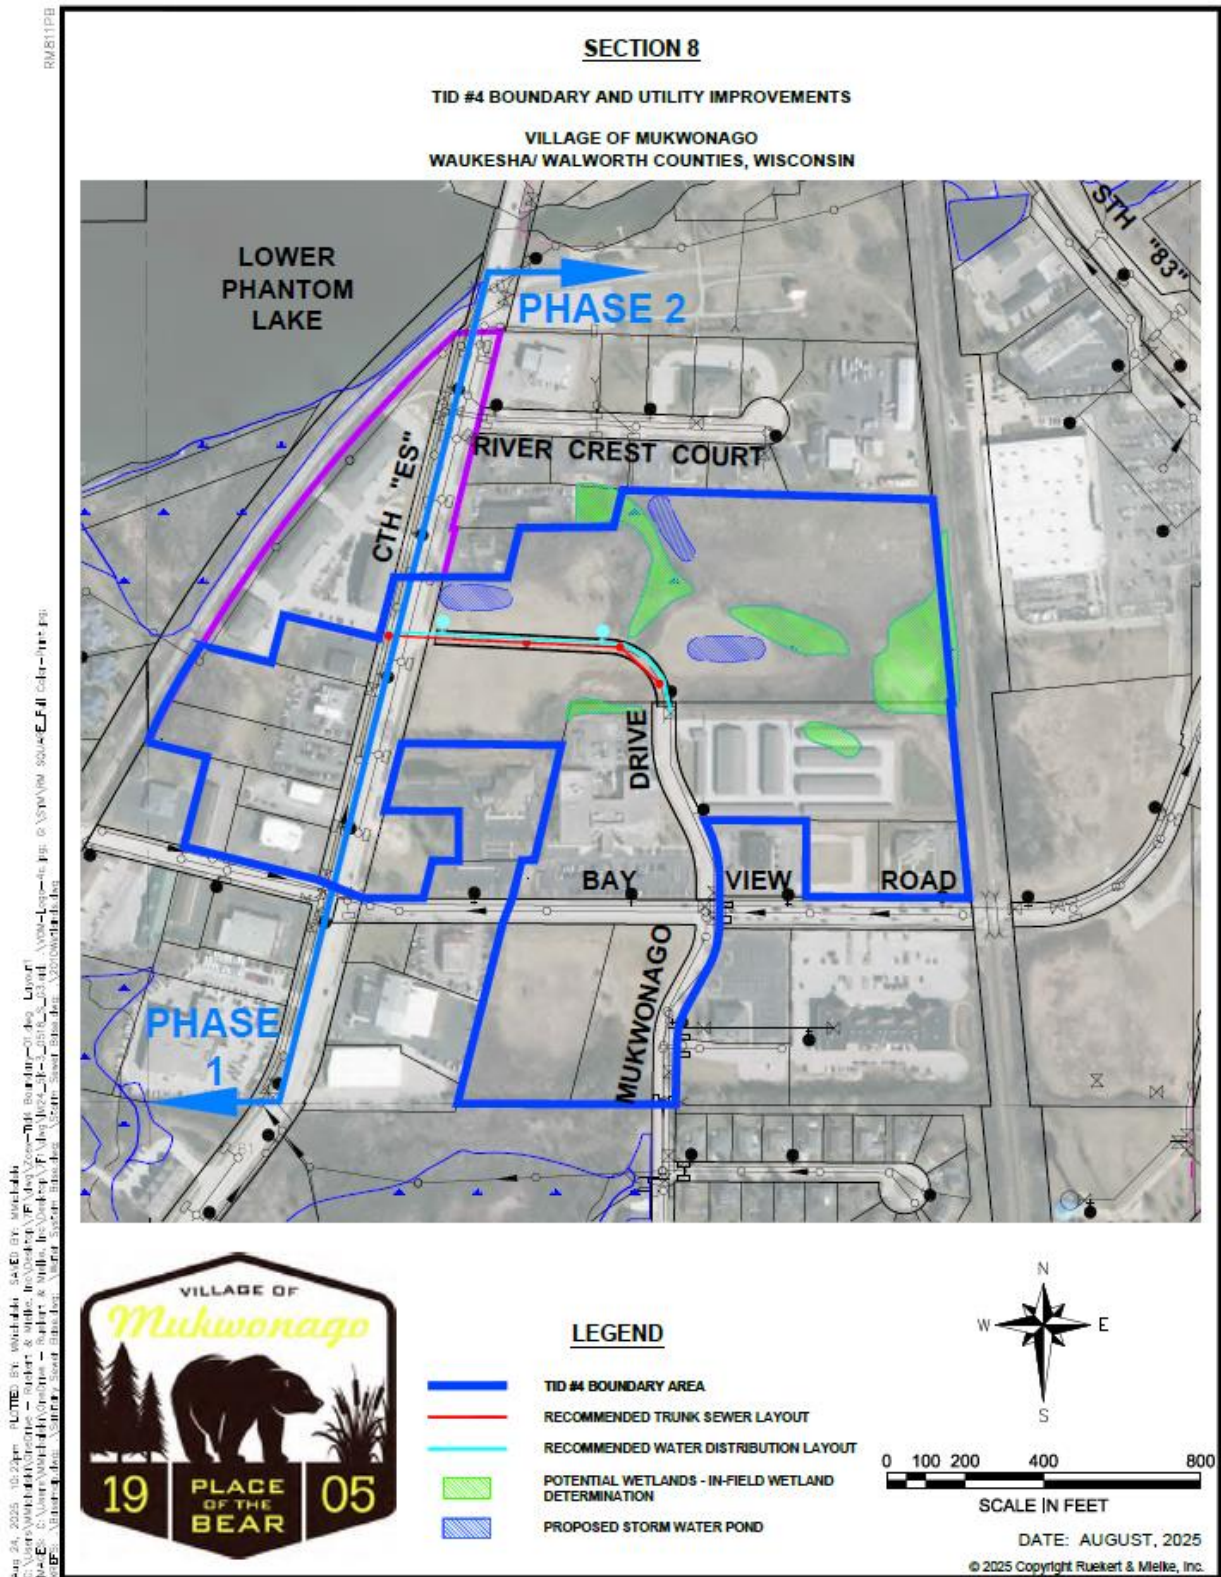 RM811PB
SECTION 8
TID #4 BOUNDARY AND UTILITY IMPROVEMENTS
VILLAGE OF MUKWONAGO
WAUKESHA/ WALWORTH COUNTIES, WISCONSIN
STH "83"
LOWER
PHANTOM
LAKE
PHASE 2
RIVER CREST COURT
CTH "ES"
DRIVE
BAY VIEW ROAD
MUKWONAGO
PHASE
1
VILLAGE OF
Mukwonago
19 PLACE OF THE BEAR 05
LEGEND
TID #4 BOUNDARY AREA
RECOMMENDED TRUNK SEWER LAYOUT
RECOMMENDED WATER DISTRIBUTION LAYOUT
POTENTIAL WETLANDS - IN-FIELD WETLAND
DETERMINATION
PROPOSED STORM WATER POND
N
W E
S
0 100 200 400 800
SCALE IN FEET
DATE: AUGUST, 2025
© 2025 Copyright Ruekert & Mielke, Inc.